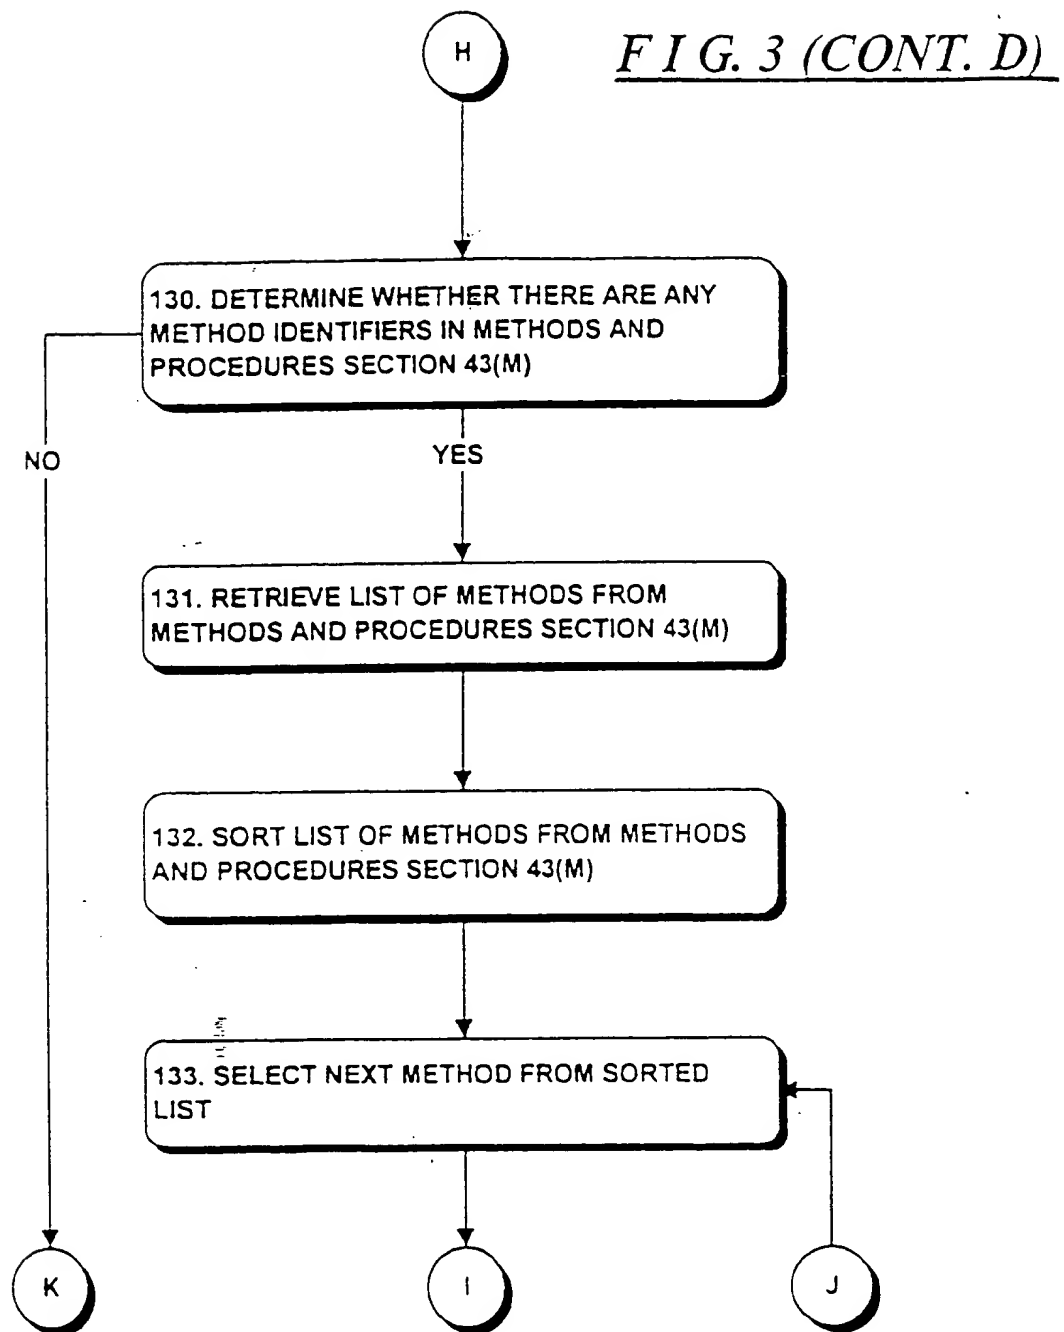 H
F I G. 3 (CONT. D)
130. DETERMINE WHETHER THERE ARE ANY
METHOD IDENTIFIERS IN METHODS AND
PROCEDURES SECTION 43(M)
NO
YES
131. RETRIEVE LIST OF METHODS FROM
METHODS AND PROCEDURES SECTION 43(M)
132. SORT LIST OF METHODS FROM METHODS
AND PROCEDURES SECTION 43(M)
133. SELECT NEXT METHOD FROM SORTED
LIST
K
I
J